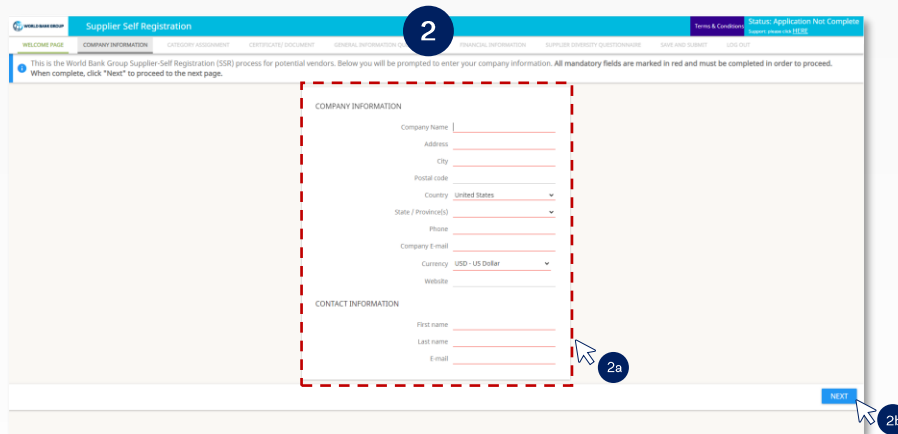 2
WORLD BANK GROUP
Supplier Self Registration
Terms & Conditions
Status: Application Not Complete
Support: please click HERE
WELCOME PAGE
COMPANY INFORMATION
CATEGORY ASSIGNMENT
CERTIFICATE/ DOCUMENT
GENERAL INFORMATION
FINANCIAL INFORMATION
SUPPLIER DIVERSITY QUESTIONNAIRE
SAVE AND SUBMIT
LOG OUT
This is the World Bank Group Supplier-Self Registration (SSR) process for potential vendors. Below you will be prompted to enter your company information. All mandatory fields are marked in red and must be completed in order to proceed.
When complete, click "Next" to proceed to the next page.
COMPANY INFORMATION
Company Name
Address
City
Postal code
Country United States
State / Province(s)
Phone
Company E-mail
Currency USD - US Dollar
Website
CONTACT INFORMATION
First name
Last name
E-mail
2a
NEXT
2b